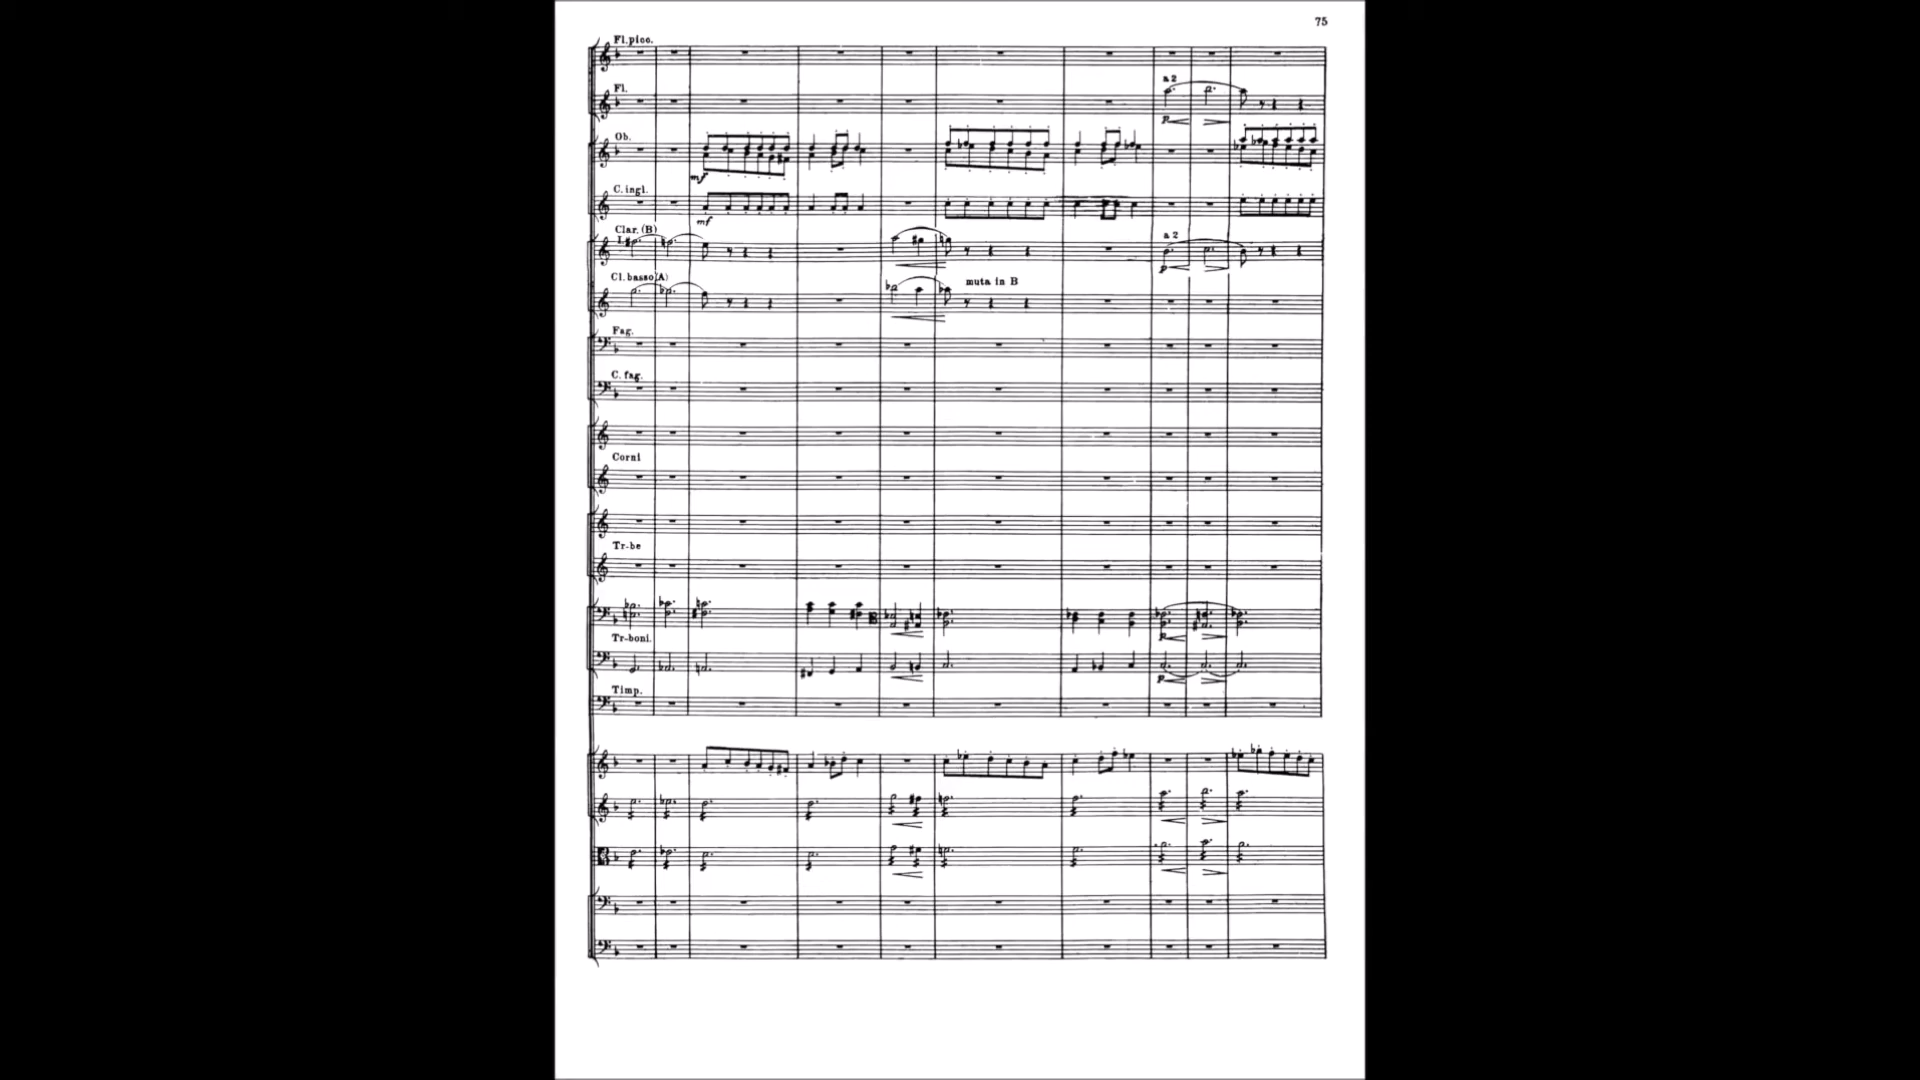 75
Fl. picc.
Fl.
a 2
p
Ob.
mf
C. ingl.
mf
Clar. (B)
I.
a 2
p
Cl. basso (A)
muta in B
Fag.
C. fag.
Corni
Tr-be
p
Tr-boni.
p
Timp.